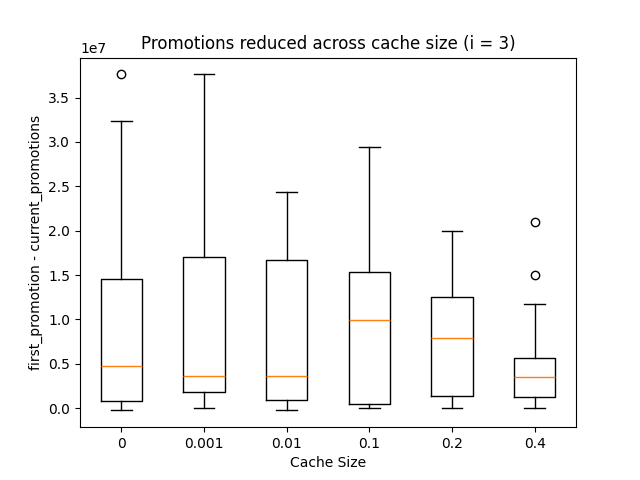 Promotions reduced across cache size (i = 3)
1e7
3.5
3.0
2.5
2.0
1.5
1.0
0.5
0.0
first_promotion - current_promotions
0 0.001 0.01 0.1 0.2 0.4
Cache Size